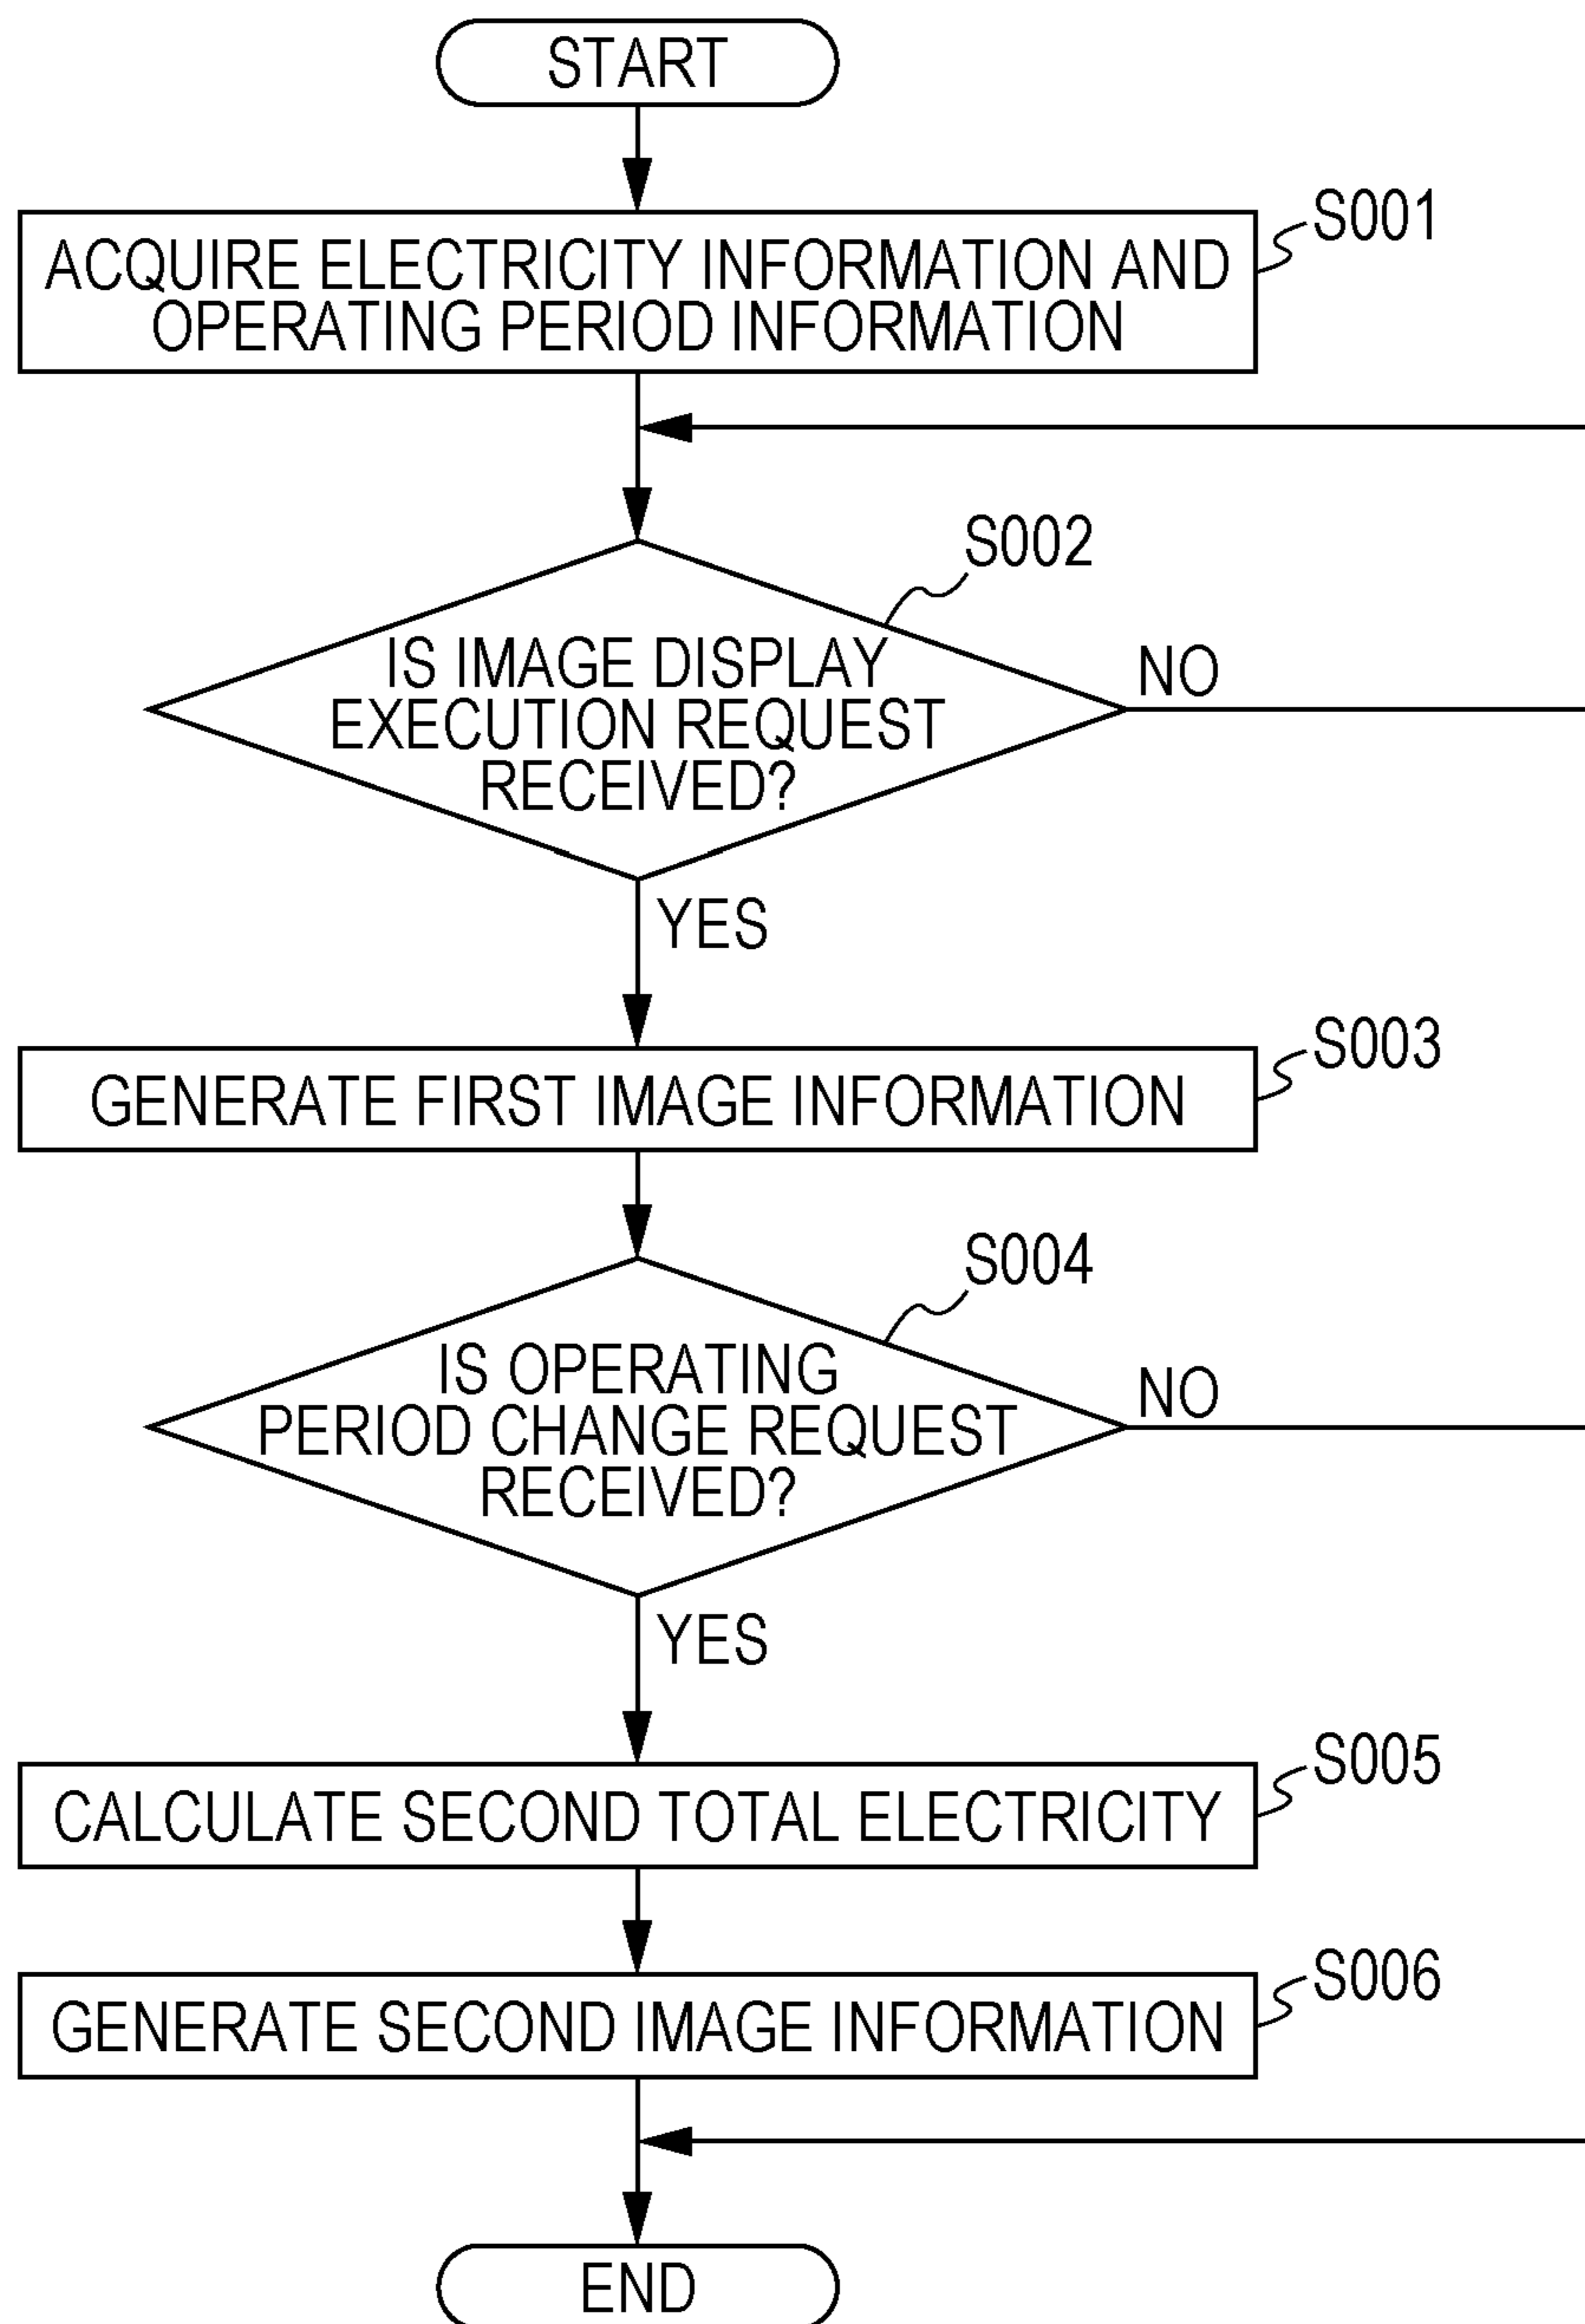 START
S001
ACQUIRE ELECTRICITY INFORMATION AND
OPERATING PERIOD INFORMATION
S002
IS IMAGE DISPLAY
EXECUTION REQUEST
RECEIVED?
NO
YES
S003
GENERATE FIRST IMAGE INFORMATION
S004
IS OPERATING
PERIOD CHANGE REQUEST
RECEIVED?
NO
YES
S005
CALCULATE SECOND TOTAL ELECTRICITY
S006
GENERATE SECOND IMAGE INFORMATION
END